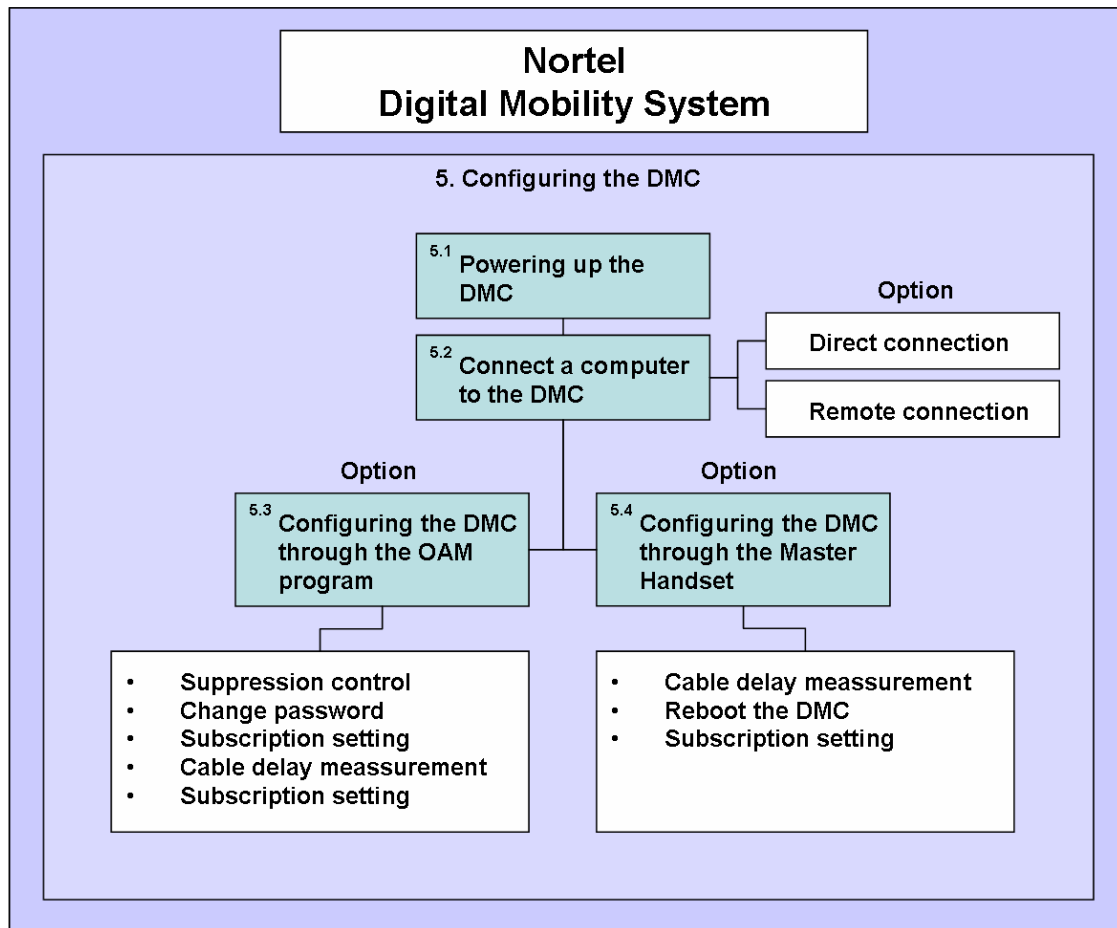 Nortel
Digital Mobility System
5. Configuring the DMC
5.1 Powering up the
DMC
Option
5.2 Connect a computer
to the DMC
Direct connection
Remote connection
Option
5.3 Configuring the DMC
through the OAM
program
Option
5.4 Configuring the DMC
through the Master
Handset
• Suppression control
• Change password
• Subscription setting
• Cable delay meassurement
• Subscription setting
• Cable delay meassurement
• Reboot the DMC
• Subscription setting